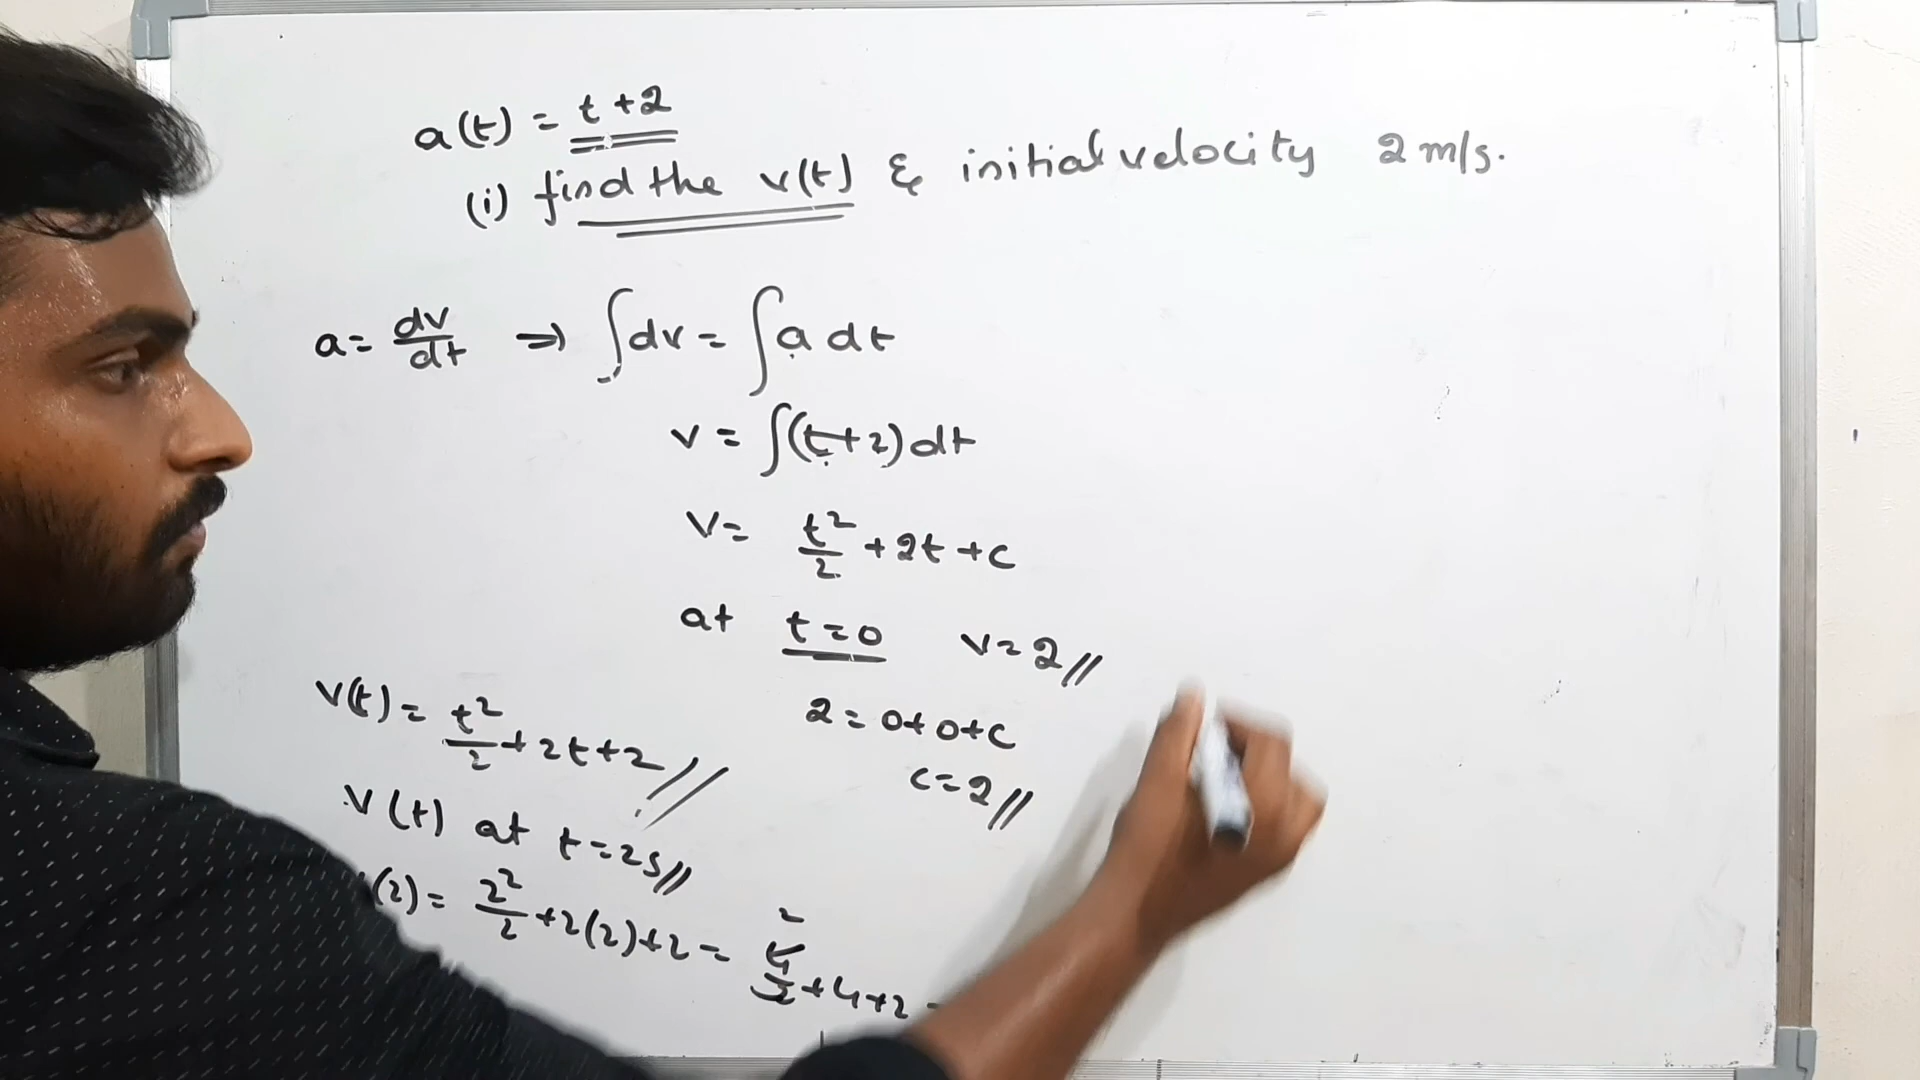 a(t) = t+2
(i) find the v(t) & initial velocity 2 m/s.
a = dv/dt ⇒ ∫dv = ∫a dt
v = ∫(t+2)dt
v = t²/2 + 2t + c
at t=0 v=2//
2 = 0+0+c
c=2//
v(t) = t²/2 + 2t + 2//
v(t) at t=2s//
(2) = 2²/2 + 2(2) + 2 = 4/2 + 4 + 2
2